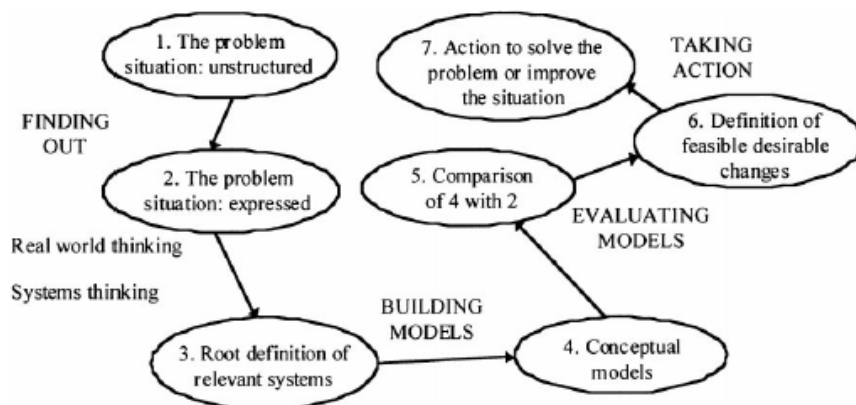 1. The problem
situation: unstructured
FINDING
OUT
2. The problem
situation: expressed
Real world thinking
Systems thinking
3. Root definition of
relevant systems
BUILDING
MODELS
4. Conceptual
models
5. Comparison
of 4 with 2
EVALUATING
MODELS
6. Definition of
feasible desirable
changes
TAKING
ACTION
7. Action to solve the
problem or improve
the situation